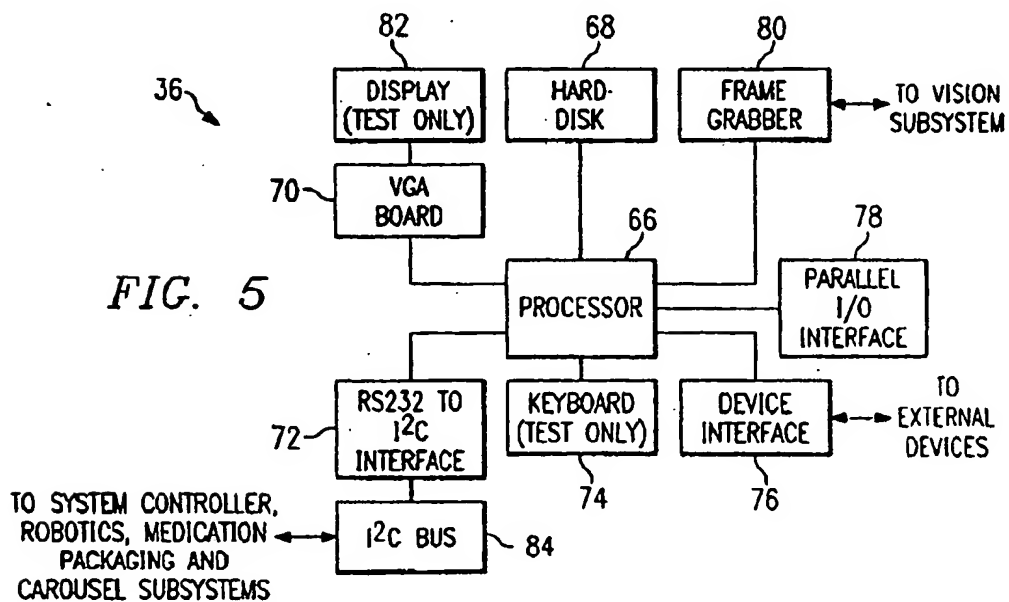 82
68
80
36
DISPLAY
(TEST ONLY)
HARD-
DISK
FRAME
GRABBER
TO VISION
SUBSYSTEM
70
VGA
BOARD
66
78
FIG. 5
PROCESSOR
PARALLEL
I/O
INTERFACE
72
RS232 TO
I²C
INTERFACE
KEYBOARD
(TEST ONLY)
DEVICE
INTERFACE
TO
EXTERNAL
DEVICES
74
76
TO SYSTEM CONTROLLER,
ROBOTICS, MEDICATION
PACKAGING AND
CAROUSEL SUBSYSTEMS
I²C BUS
84